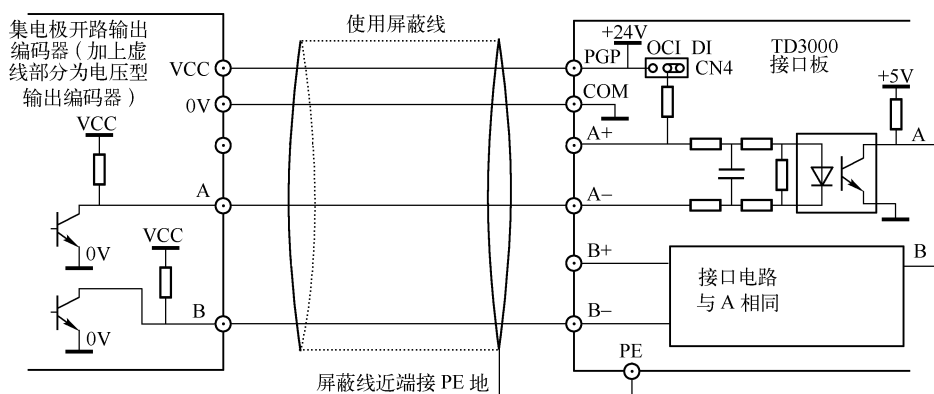 集电极开路输出
编码器（加上虚
线部分为电压型
输出编码器）
VCC
0V
VCC
A
0V
VCC
B
0V
使用屏蔽线
屏蔽线近端接 PE 地
+24V
PGP
OCI DI
CN4
TD3000
接口板
COM
+5V
A+
A
A−
B+
B
接口电路
与 A 相同
B−
PE